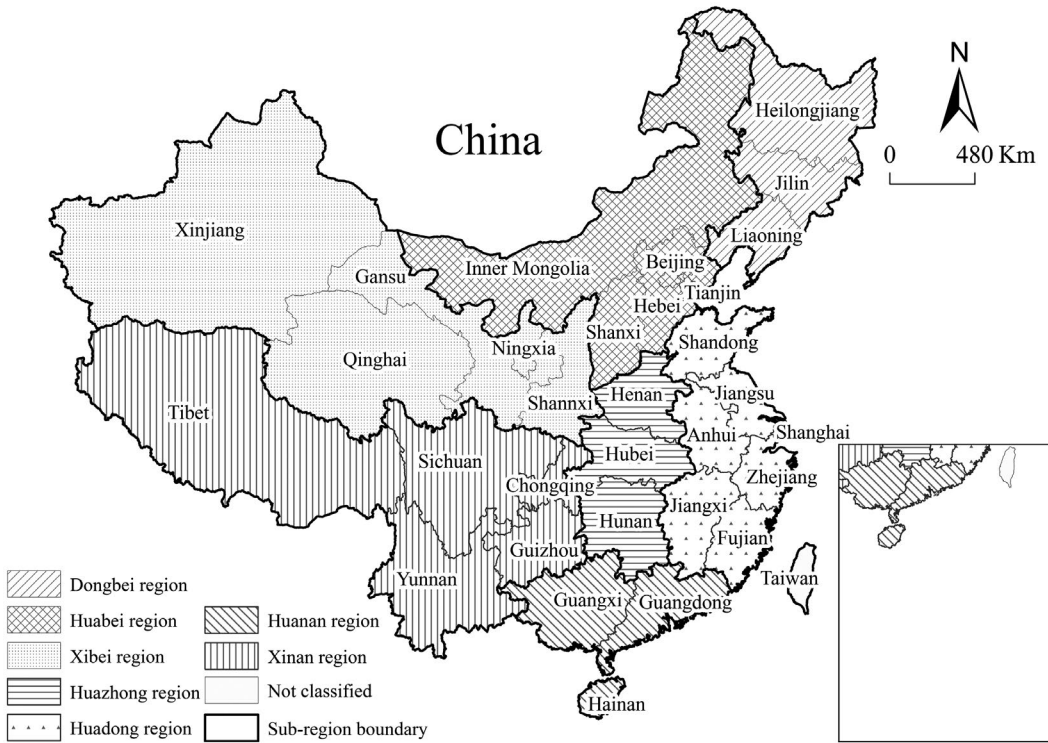 China
N
0 480 Km
Heilongjiang
Jilin
Liaoning
Xinjiang
Gansu
Inner Mongolia
Beijing
Tianjin
Hebei
Shanxi
Ningxia
Qinghai
Shandong
Tibet
Shannxi
Henan
Jiangsu
Anhui
Shanghai
Sichuan
Hubei
Chongqing
Zhejiang
Hunan
Jiangxi
Guizhou
Fujian
Yunnan
Taiwan
Guangxi
Guangdong
Hainan
Dongbei region
Huabei region
Xibei region
Huazhong region
Huadong region
Huanan region
Xinan region
Not classified
Sub-region boundary